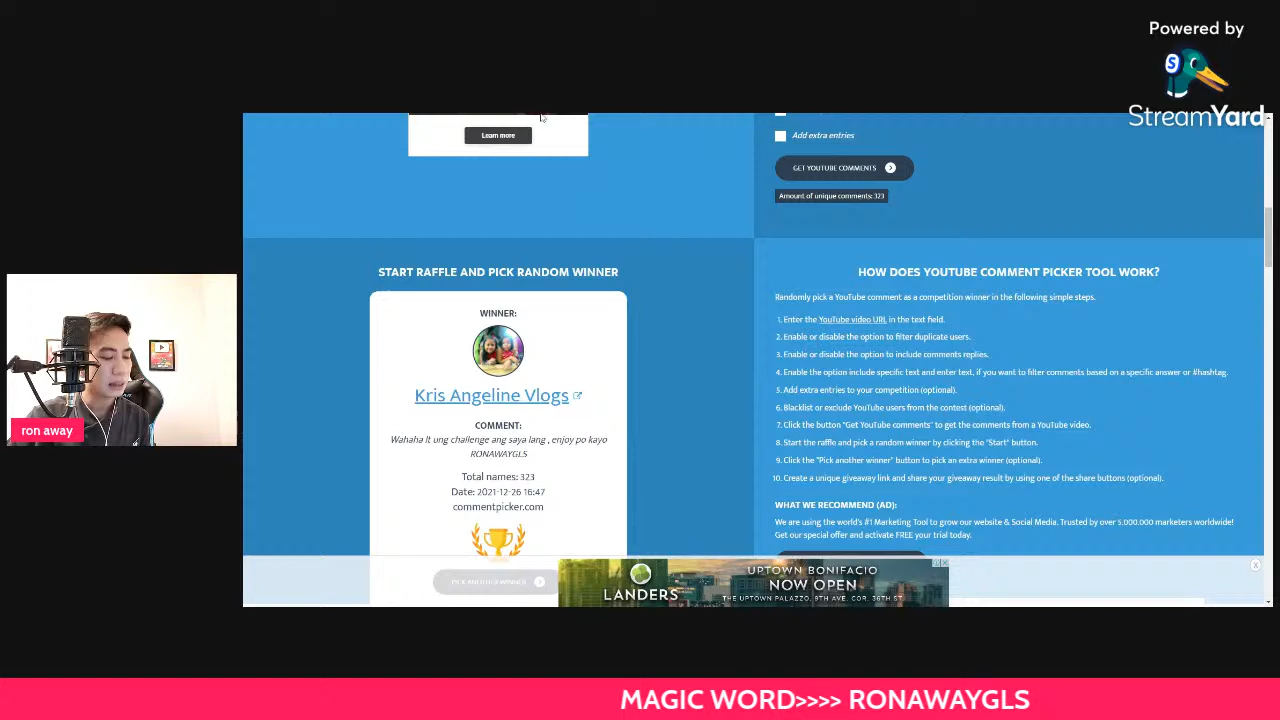 Powered by
StreamYard
Learn more
Add extra entries
GET YOUTUBE COMMENTS
Amount of unique comments: 323
START RAFFLE AND PICK RANDOM WINNER
WINNER:
Kris Angeline Vlogs
COMMENT:
Wahaha lt ung challenge ang saya lang , enjoy po kayo
RONAWAYGLS
Total names: 323
Date: 2021-12-26 16:47
commentpicker.com
PICK ANOTHER WINNER
HOW DOES YOUTUBE COMMENT PICKER TOOL WORK?
Randomly pick a YouTube comment as a competition winner in the following simple steps.
1. Enter the YouTube video URL in the text field.
2. Enable or disable the option to filter duplicate users.
3. Enable or disable the option to include comments replies.
4. Enable the option include specific text and enter text, if you want to filter comments based on a specific answer or #hashtag.
5. Add extra entries to your competition (optional).
6. Blacklist or exclude YouTube users from the contest (optional).
7. Click the button "Get YouTube comments" to get the comments from a YouTube video.
8. Start the raffle and pick a random winner by clicking the "Start" button.
9. Click the "Pick another winner" button to pick an extra winner (optional).
10. Create a unique giveaway link and share your giveaway result by using one of the share buttons (optional).
WHAT WE RECOMMEND (AD):
We are using the world's #1 Marketing Tool to grow our website & Social Media. Trusted by over 5.000.000 marketers worldwide!
Get our special offer and activate FREE your trial today.
LANDERS
UPTOWN BONIFACIO
NOW OPEN
THE UPTOWN PALAZZO, 9TH AVE. COR. 36TH ST
X
ron away
MAGIC WORD>>>> RONAWAYGLS